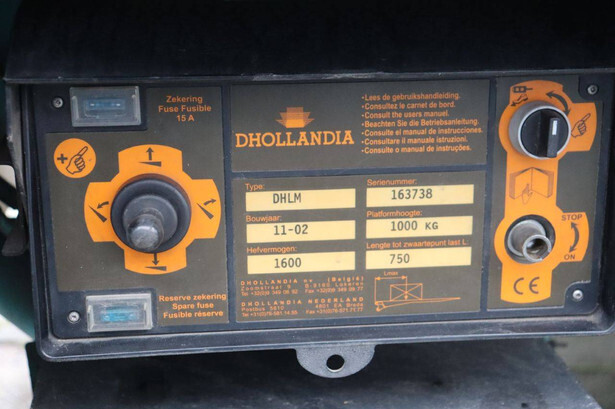 Zekering
Fuse Fusible
15 A
DHOLLANDIA
•Lees de gebruikshandleiding.
•Consultez le carnet de bord.
•Consult the users manual.
•Beachten Sie die Betriebsanleitung.
•Consulte el manual de instrucciones.
•Consultare il manuale istruzioni.
•Consulte o manual de instruções.
Type:
DHLM
Serienummer:
163738
Bouwjaar:
11-02
Platformhoogte:
1000 KG
Hefvermogen:
1600
Lengte tot zwaartepunt last L:
750
DHOLLANDIA n.v. (België)
DHOLLANDIA NEDERLAND
Lmax
Reserve zekering
Spare fuse
Fusible réserve
STOP
ON
CE